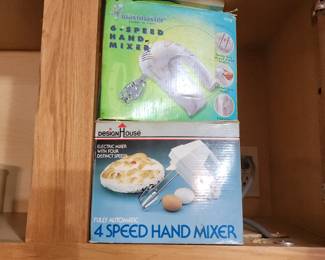 6-SPEED
HAND
MIXER
DESIGN HOUSE
ELECTRIC MIXER
WITH FOUR
DISTINCT SPEEDS
FULLY AUTOMATIC
4 SPEED HAND MIXER